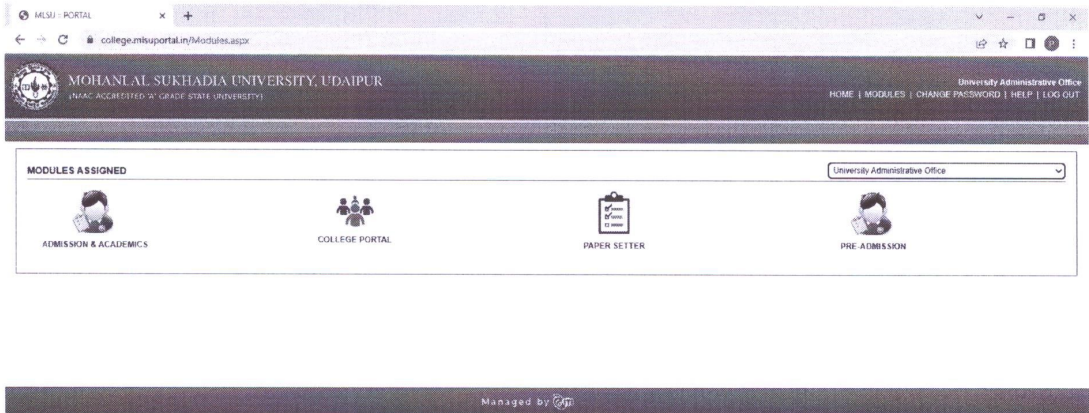 MLSU : PORTAL
college.mlsuportal.in/Modules.aspx
P
MOHANLAL SUKHADIA UNIVERSITY, UDAIPUR
(NAAC ACCREDITED 'A' GRADE STATE UNIVERSITY)
University Administrative Office
HOME | MODULES | CHANGE PASSWORD | HELP | LOG OUT
MODULES ASSIGNED
University Administrative Office
ADMISSION & ACADEMICS
COLLEGE PORTAL
PAPER SETTER
PRE-ADMISSION
Managed by